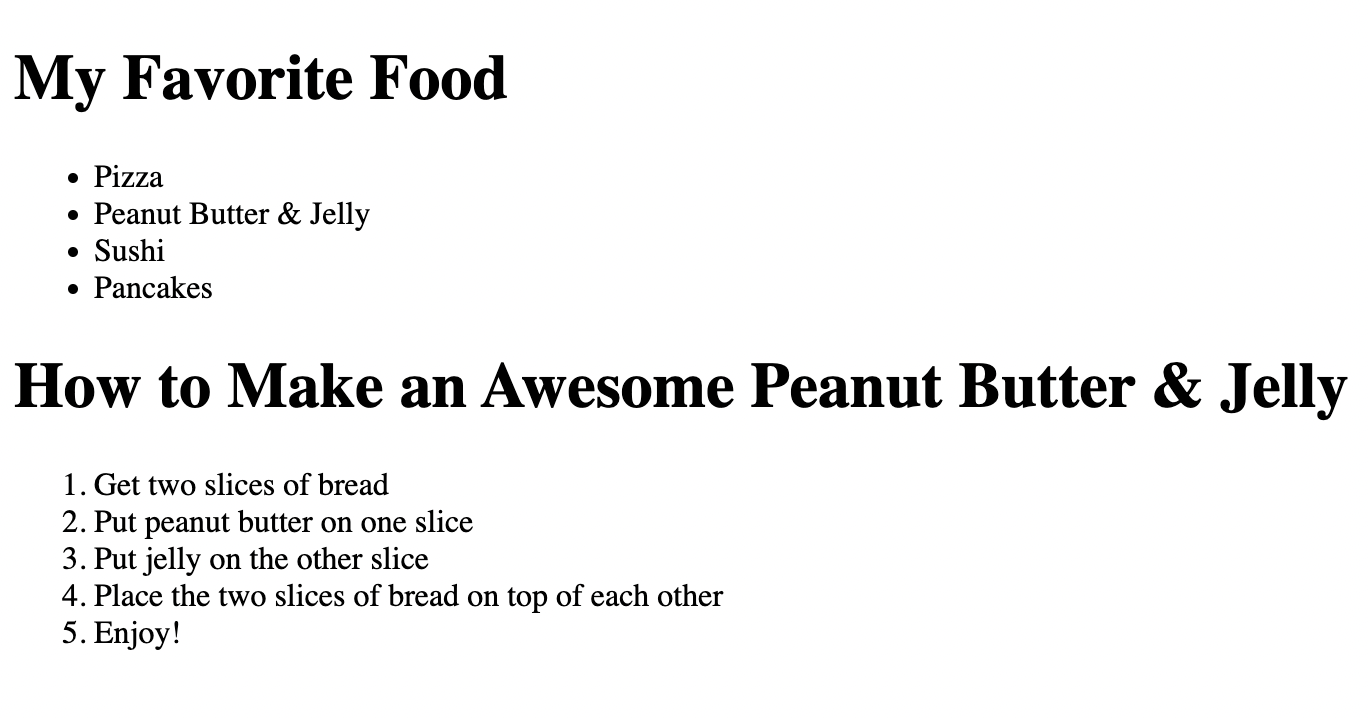 My Favorite Food
• Pizza
• Peanut Butter & Jelly
• Sushi
• Pancakes
How to Make an Awesome Peanut Butter & Jelly
1. Get two slices of bread
2. Put peanut butter on one slice
3. Put jelly on the other slice
4. Place the two slices of bread on top of each other
5. Enjoy!